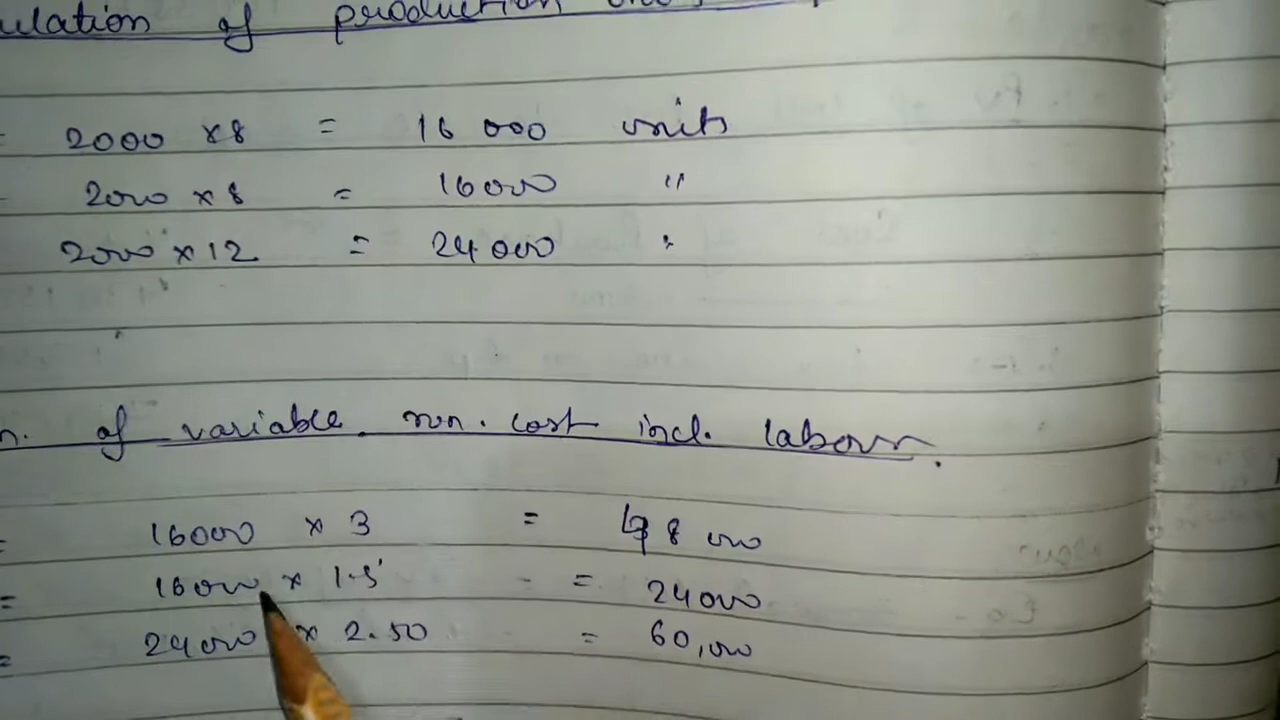 ulation of production
= 2000 x 8 = 16 000 units
2000 x 8 = 16000 "
2000 x 12 = 24 000 "
n. of variable run. cost incl. labour.
= 16000 x 3 = 48 000
= 16000 x 1.5 = 24000
= 24000 x 2.50 = 60,000